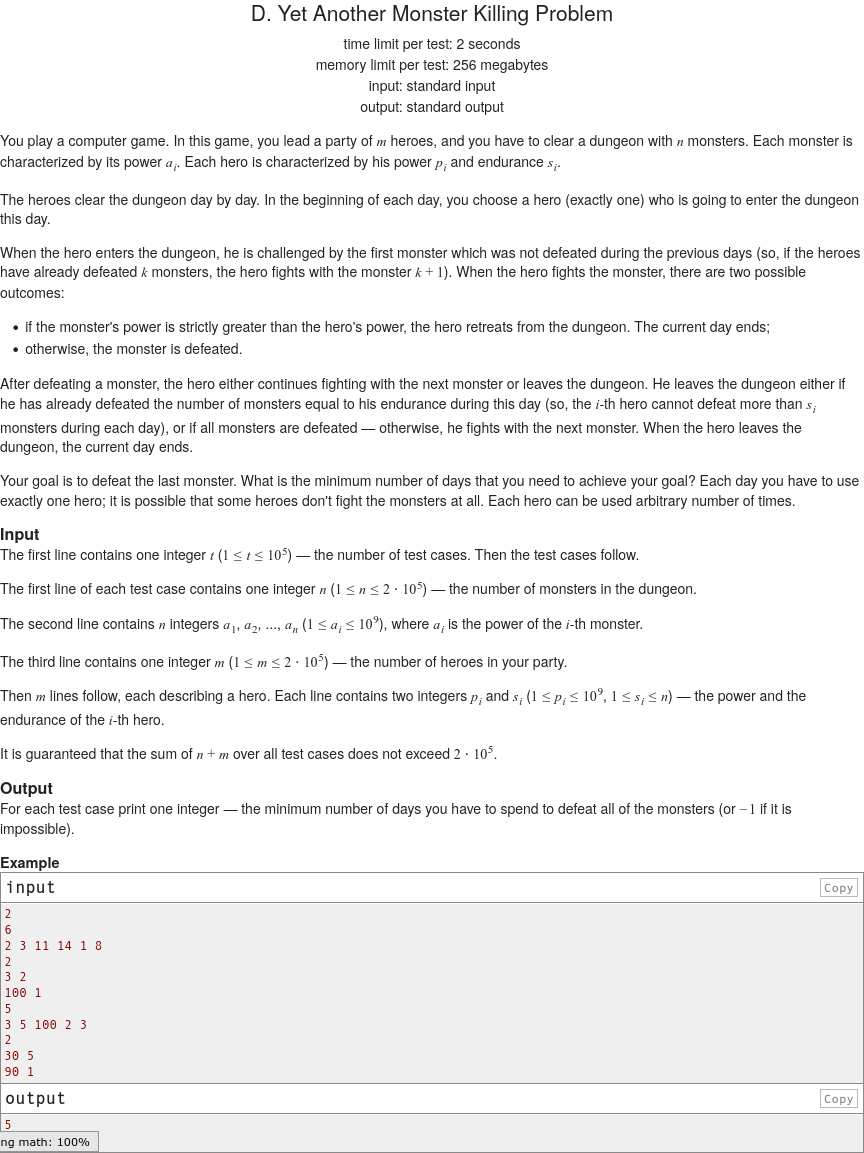 D. Yet Another Monster Killing Problem
time limit per test: 2 seconds
memory limit per test: 256 megabytes
input: standard input
output: standard output
You play a computer game. In this game, you lead a party of m heroes, and you have to clear a dungeon with n monsters. Each monster is
characterized by its power a_i. Each hero is characterized by his power p_i and endurance s_i.
The heroes clear the dungeon day by day. In the beginning of each day, you choose a hero (exactly one) who is going to enter the dungeon
this day.
When the hero enters the dungeon, he is challenged by the first monster which was not defeated during the previous days (so, if the heroes
have already defeated k monsters, the hero fights with the monster k + 1). When the hero fights the monster, there are two possible
outcomes:
• if the monster's power is strictly greater than the hero's power, the hero retreats from the dungeon. The current day ends;
• otherwise, the monster is defeated.
After defeating a monster, the hero either continues fighting with the next monster or leaves the dungeon. He leaves the dungeon either if
he has already defeated the number of monsters equal to his endurance during this day (so, the i-th hero cannot defeat more than s_i
monsters during each day), or if all monsters are defeated — otherwise, he fights with the next monster. When the hero leaves the
dungeon, the current day ends.
Your goal is to defeat the last monster. What is the minimum number of days that you need to achieve your goal? Each day you have to use
exactly one hero; it is possible that some heroes don't fight the monsters at all. Each hero can be used arbitrary number of times.
Input
The first line contains one integer t (1 ≤ t ≤ 10^5) — the number of test cases. Then the test cases follow.
The first line of each test case contains one integer n (1 ≤ n ≤ 2 · 10^5) — the number of monsters in the dungeon.
The second line contains n integers a_1, a_2, ..., a_n (1 ≤ a_i ≤ 10^9), where a_i is the power of the i-th monster.
The third line contains one integer m (1 ≤ m ≤ 2 · 10^5) — the number of heroes in your party.
Then m lines follow, each describing a hero. Each line contains two integers p_i and s_i (1 ≤ p_i ≤ 10^9, 1 ≤ s_i ≤ n) — the power and the
endurance of the i-th hero.
It is guaranteed that the sum of n + m over all test cases does not exceed 2 · 10^5.
Output
For each test case print one integer — the minimum number of days you have to spend to defeat all of the monsters (or −1 if it is
impossible).
Example
input Copy
2
6
2 3 11 14 1 8
2
3 2
100 1
5
3 5 100 2 3
2
30 5
90 1
output Copy
5
ng math: 100%